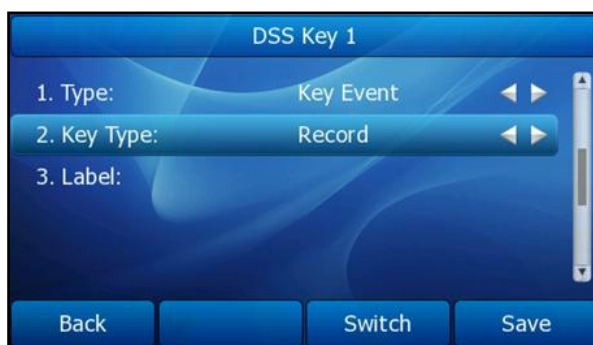 DSS Key 1
1. Type: Key Event
2. Key Type: Record
3. Label:
Back Switch Save